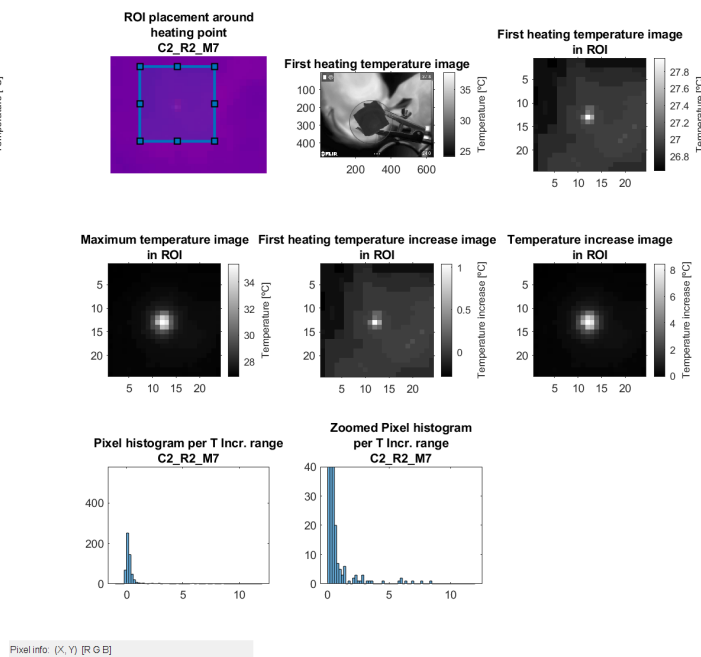 ROI placement around
heating point
C2_R2_M7
First heating temperature image
100
200
300
400
200 400 600
35
30
25
Temperature [ºC]
FLIR
First heating temperature image
in ROI
5
10
15
20
5 10 15 20
27.8
27.6
27.4
27.2
27
26.8
Maximum temperature image
in ROI
5
10
15
20
5 10 15 20
34
32
30
28
Temperature [ºC]
First heating temperature increase image
in ROI
5
10
15
20
5 10 15 20
1
0.5
0
Temperature increase [ºC]
Temperature increase image
in ROI
5
10
15
20
5 10 15 20
8
6
4
2
0
Temperature increase [ºC]
Pixel histogram per T Incr. range
C2_R2_M7
400
200
0
0 5 10
Zoomed Pixel histogram
per T Incr. range
C2_R2_M7
40
30
20
10
0
0 5 10
Pixel info: (X, Y) [R G B]